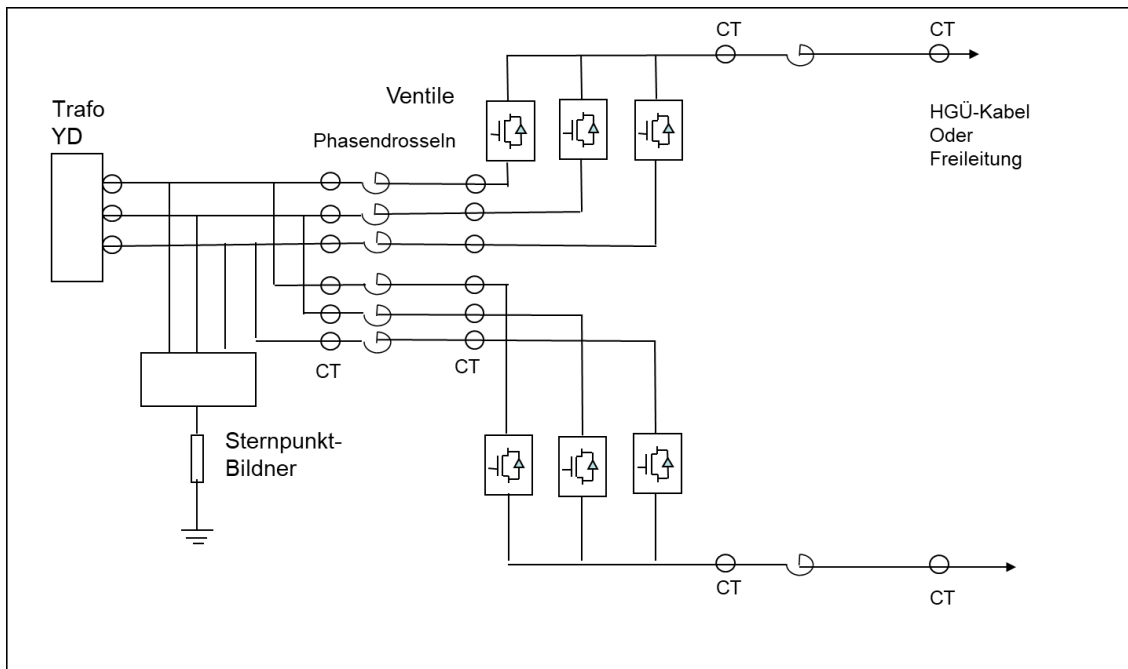 CT
CT
Ventile
Trafo
YD
HGÜ-Kabel
Oder
Freileitung
Phasendrosseln
CT
CT
Sternpunkt-
Bildner
CT
CT